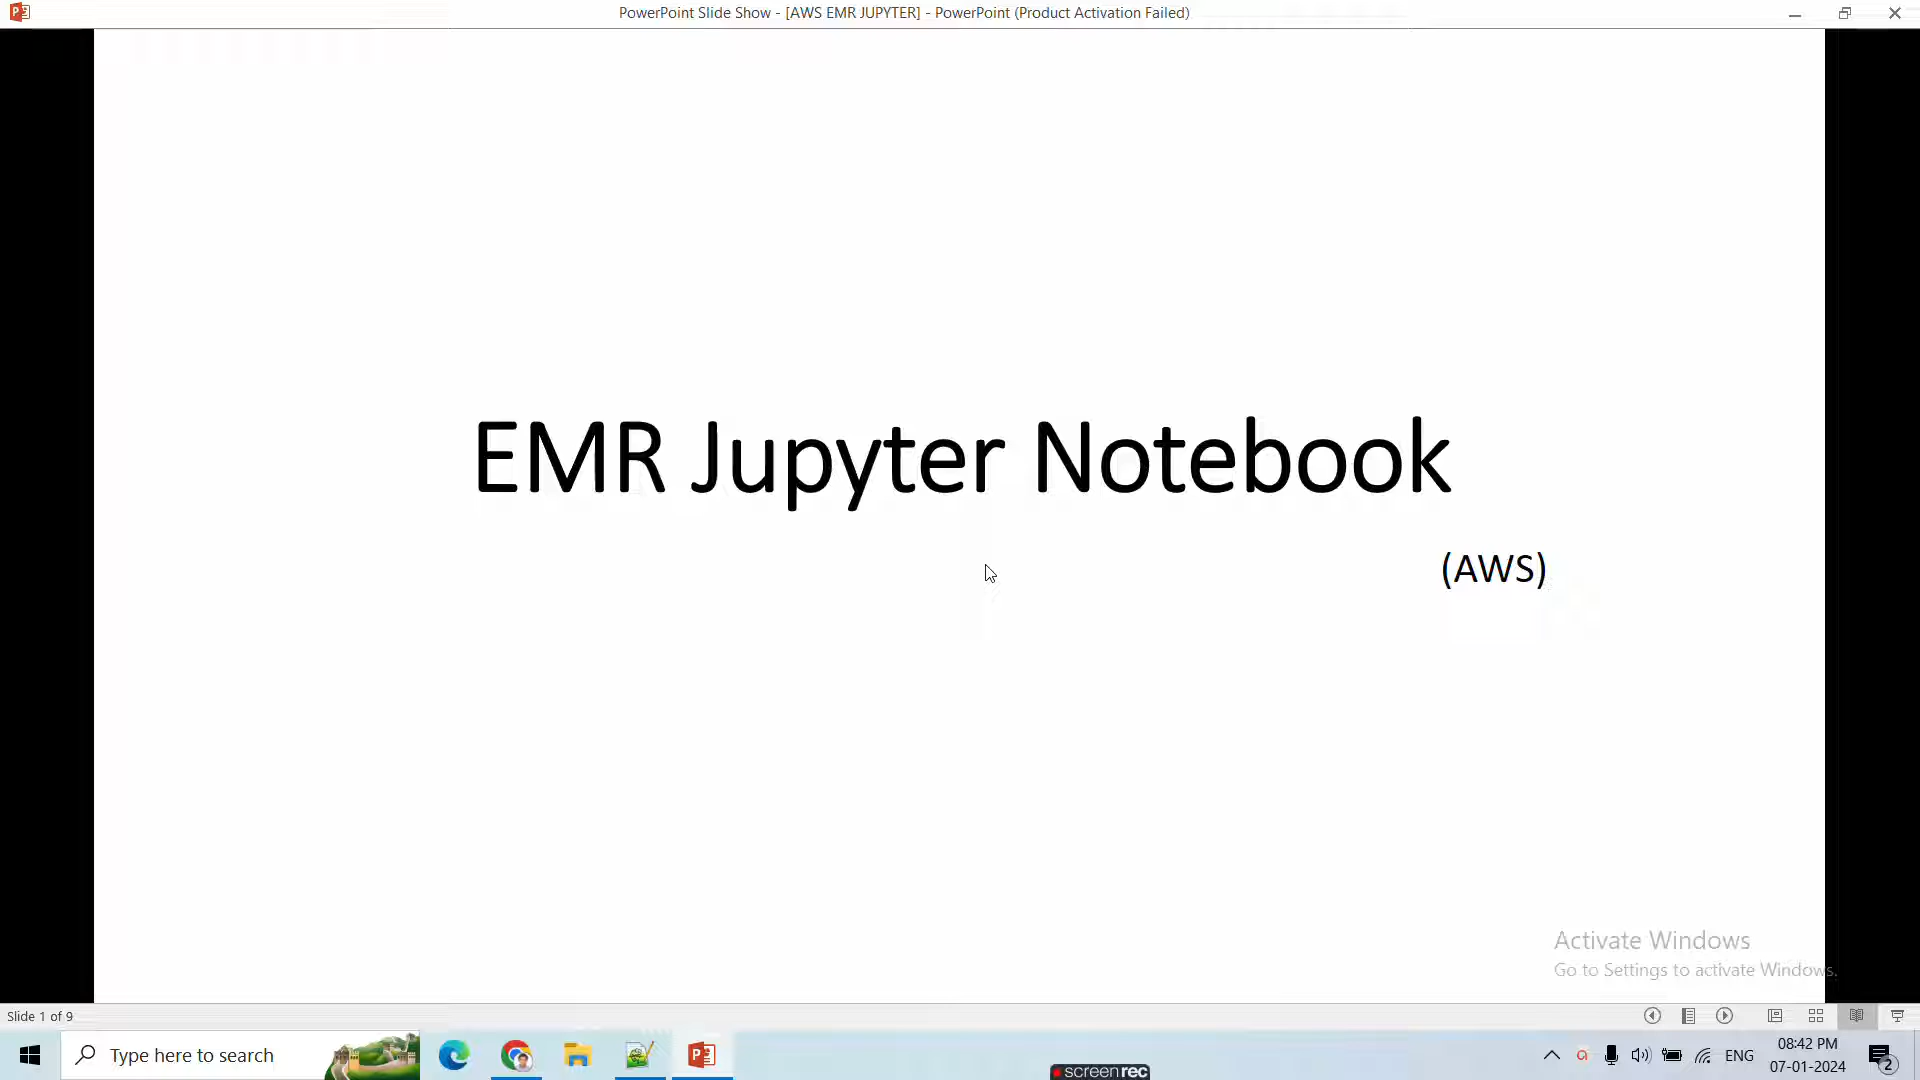 PowerPoint Slide Show - [AWS EMR JUPYTER] - PowerPoint (Product Activation Failed)
EMR Jupyter Notebook
(AWS)
Activate Windows
Go to Settings to activate Windows.
Slide 1 of 9
Type here to search
ENG
08:42 PM
07-01-2024
2
screenrec